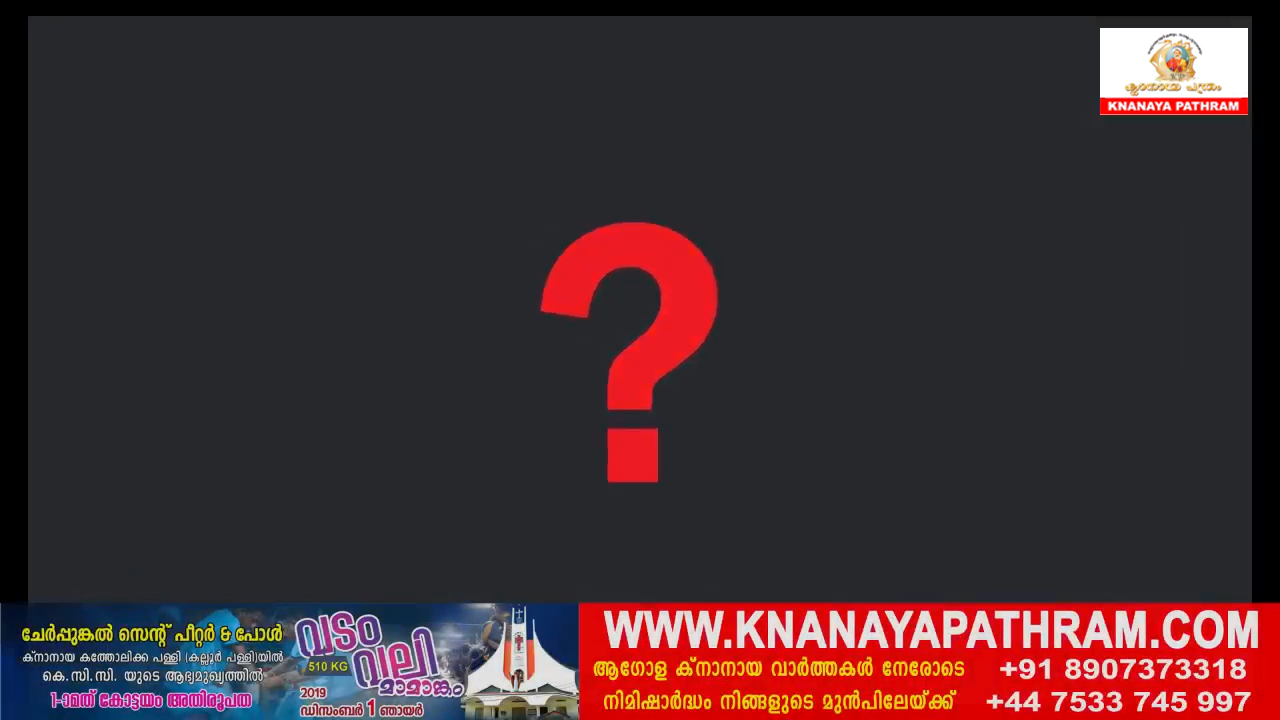 ?
ക്നാനായ പത്രം
KNANAYA PATHRAM
ചേർപ്പുങ്കൽ സെന്റ് പീറ്റർ & പോൾ
ക്നാനായ കത്തോലിക്ക പള്ളി (കല്ലൂർ പള്ളി)യിൽ
കെ.സി.സി. യുടെ ആഭിമുഖ്യത്തിൽ
1-ാമത് കോട്ടയം അതിരൂപത
വടം
വലി
510 KG
മാമാങ്കം
2019
ഡിസംബർ 1 ഞായർ
WWW.KNANAYAPATHRAM.COM
ആഗോള ക്നാനായ വാർത്തകൾ നേരോടെ
+91 8907373318
നിമിഷാർദ്ധം നിങ്ങളുടെ മുൻപിലേയ്ക്ക്
+44 7533 745 997